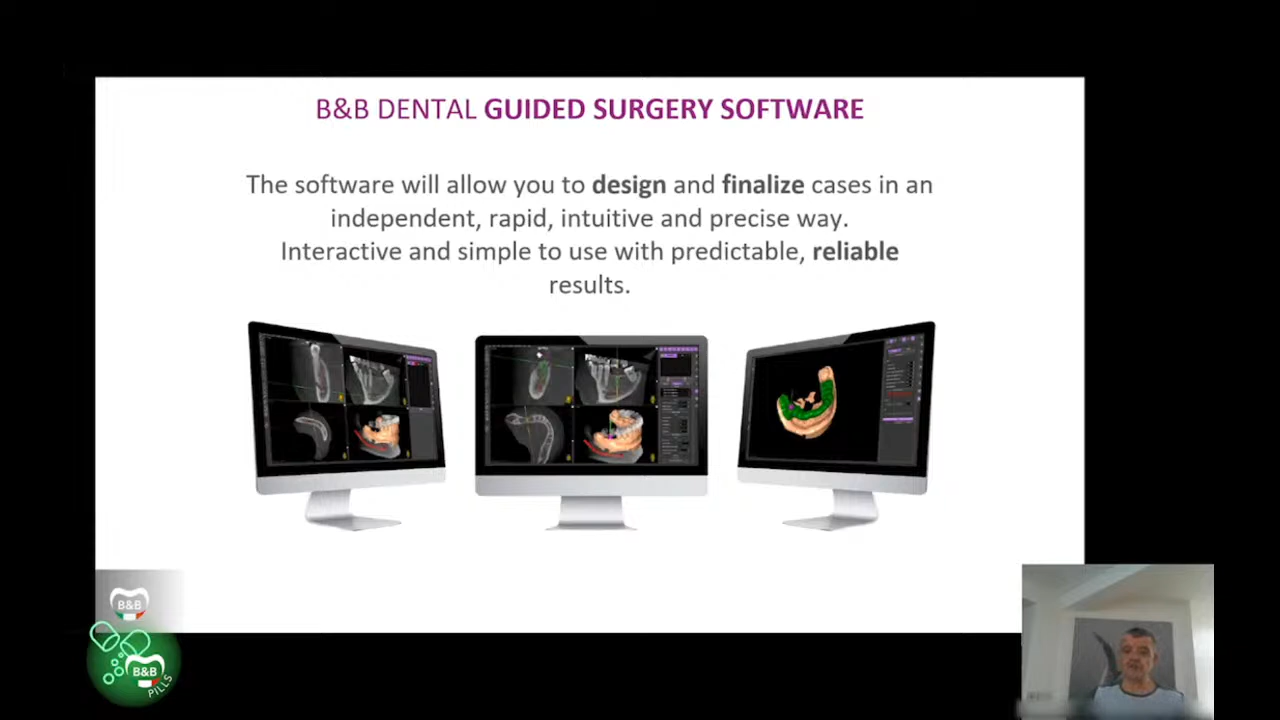 B&B DENTAL GUIDED SURGERY SOFTWARE
The software will allow you to design and finalize cases in an
independent, rapid, intuitive and precise way.
Interactive and simple to use with predictable, reliable
results.
B&B
B&B
PILLS